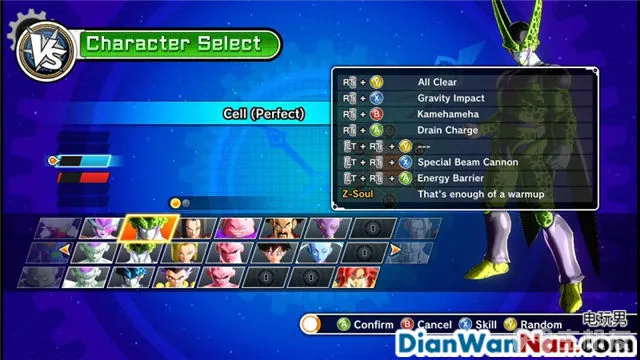 VS
Character Select
Cell (Perfect)
RT + Y All Clear
RT + X Gravity Impact
RT + B Kamehameha
RT + A Drain Charge
LT + RT + Y ---
LT + RT + X Special Beam Cannon
LT + RT + A Energy Barrier
Z-Soul That's enough of a warmup
A Confirm B Cancel X Skill Y Random
电玩男
DianWanNan.com